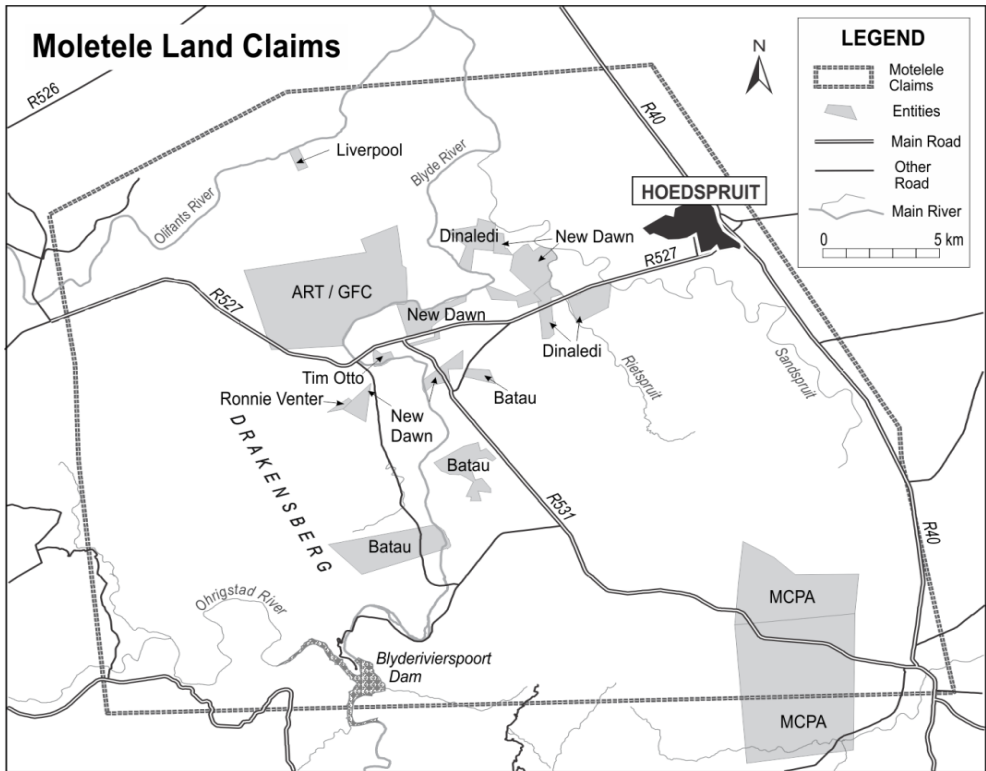 Moletele Land Claims
N
LEGEND
Motelele
Claims
Entities
Main Road
Other
Road
Main River
0
5 km
R526
R40
Liverpool
Blyde River
Olifants River
HOEDSPRUIT
Dinaledi
New Dawn
R527
ART / GFC
R527
New Dawn
Dinaledi
Tim Otto
Rietspruit
Sandspruit
Ronnie Venter
New
Dawn
Batau
DRAKENSBERG
Batau
R531
Batau
R40
MCPA
Ohrigstad River
Blyderivierspoort
Dam
MCPA